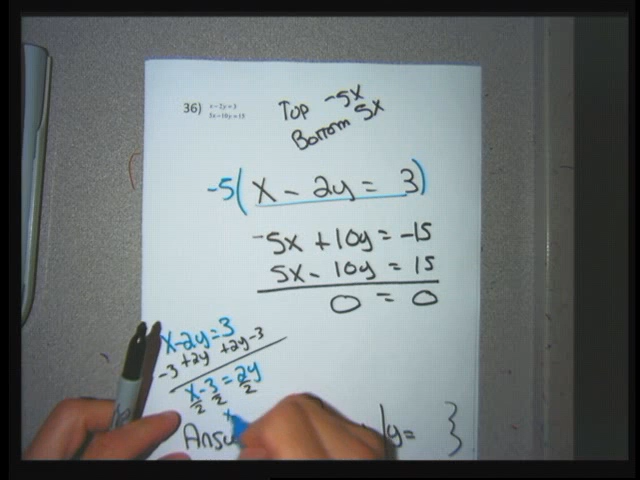 36) x-2y=3
5x-10y=15
Top -5x
Bottom 5x
-5( x - 2y = 3 )
-5x + 10y = -15
5x - 10y = 15
0 = 0
x-2y=3
-3 +2y +2y-3
x-3 = 2y
2 2 2
x
y= }